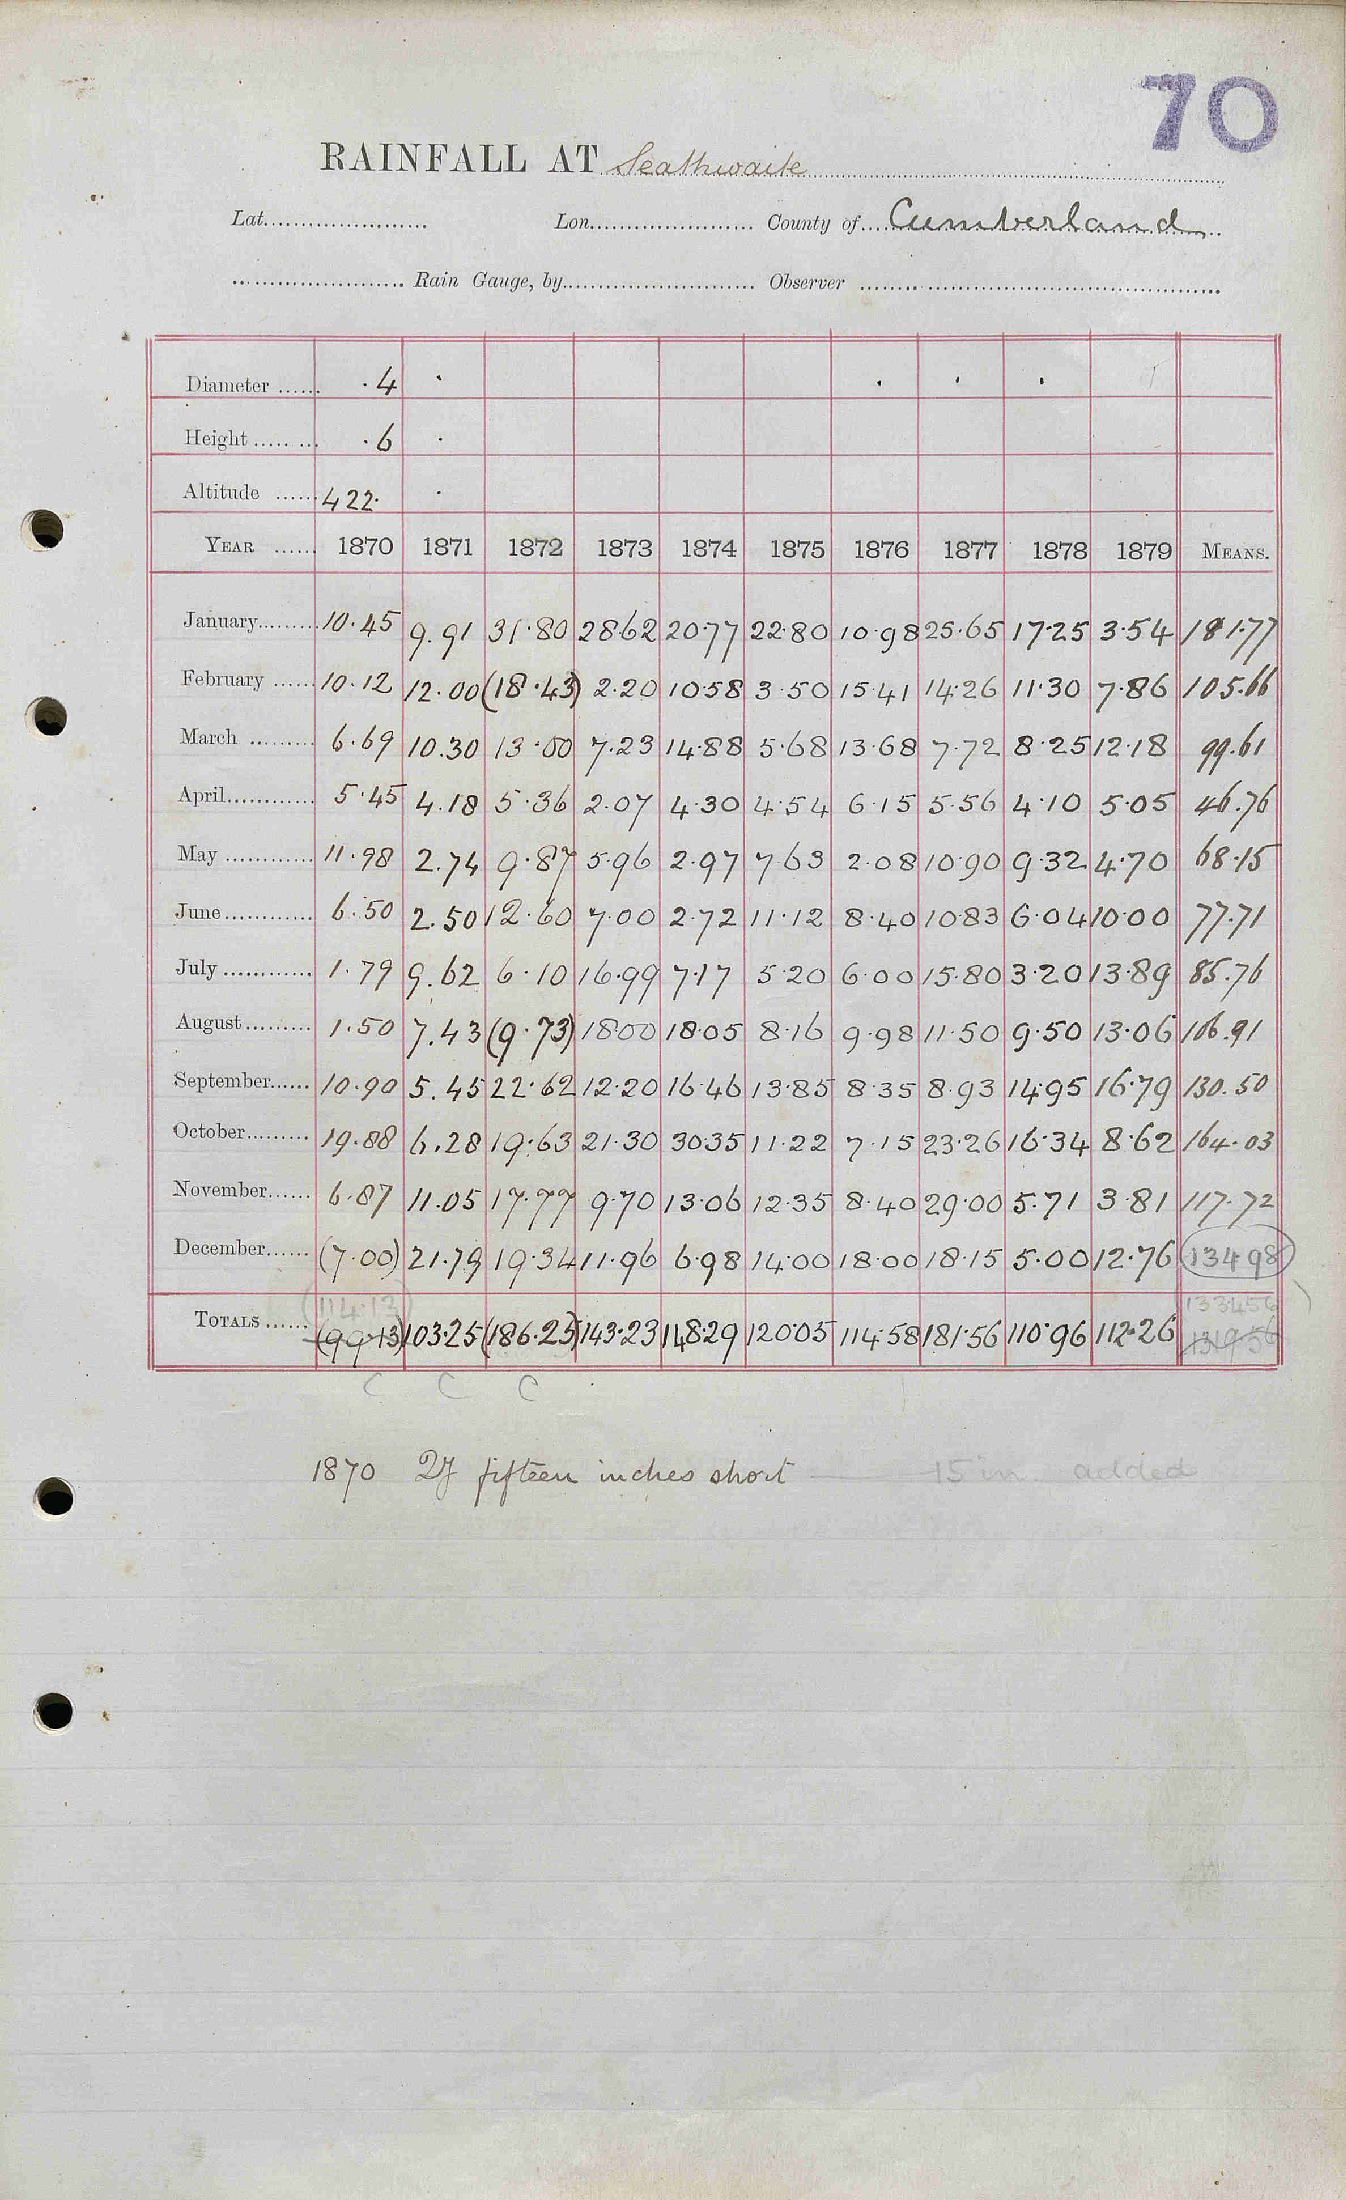 70
RAINFALL AT Seathwaite
Lat. Lon. County of Cumberland
Rain Gauge, by Observer
Diameter ·4
Height ·6
Altitude 422·
YEAR 1870 1871 1872 1873 1874 1875 1876 1877 1878 1879 MEANS.
January 10·45 9.91 31·80 28·62 20·77 22·80 10·98 25·65 17·25 3·54 181.77
February 10·12 12.00 (18·43) 2·20 10·58 3·50 15·41 14·26 11·30 7·86 105.66
March 6·69 10.30 13·00 7·23 14·88 5·68 13·68 7·72 8·25 12·18 99.61
April 5·45 4.18 5·36 2·07 4·30 4·54 6·15 5·56 4·10 5·05 46.76
May 11·98 2.74 9·87 5·96 2·97 7·63 2·08 10·90 9·32 4·70 68·15
June 6·50 2.50 12·60 7·00 2·72 11·12 8·40 10·83 6·04 10·00 77.71
July 1·79 9.62 6·10 16·99 7·17 5·20 6·00 15·80 3·20 13·89 85.76
August 1·50 7.43 (9·73) 18·00 18·05 8·16 9·98 11·50 9·50 13·06 106.91
September 10·90 5.45 22·62 12·20 16·46 13·85 8·35 8·93 14·95 16·79 130.50
October 19·88 6.28 19·63 21·30 30·35 11·22 7·15 23·26 16·34 8·62 164·03
November 6·87 11.05 17·77 9·70 13·06 12·35 8·40 29·00 5·71 3·81 117·72
December (7·00) 21.79 19·34 11·96 6·98 14·00 18·00 18·15 5·00 12·76 134 98
(114·13) 1334·56
TOTALS (99·13) 103·25 (186·25) 143·23 148·29 120·05 114·58 181·56 110·96 112·26 1319·56
C C C
1870 Qy fifteen inches short — 15 in added